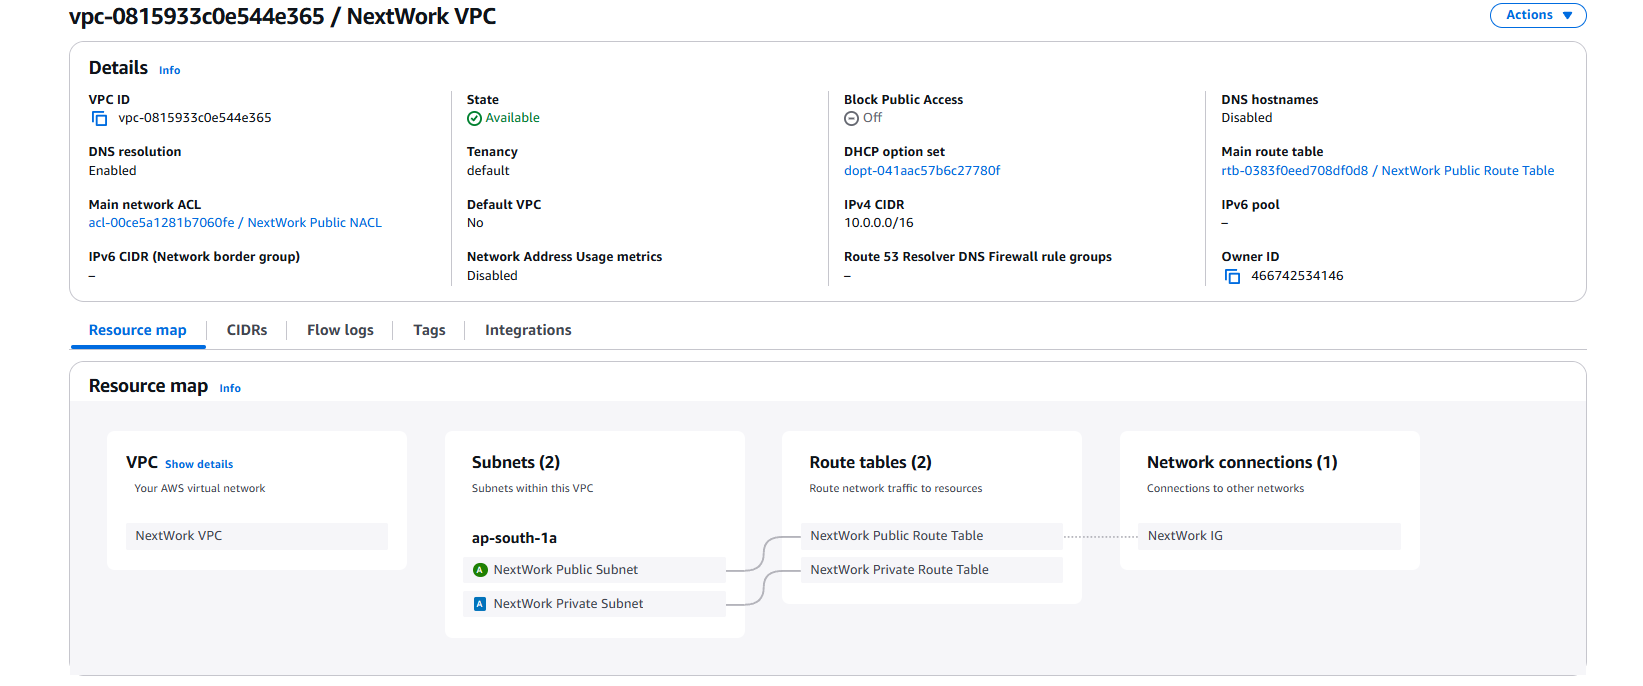 vpc-0815933c0e544e365 / NextWork VPC
Actions
Details Info
VPC ID
vpc-0815933c0e544e365
State
Available
Block Public Access
Off
DNS hostnames
Disabled
DNS resolution
Enabled
Tenancy
default
DHCP option set
dopt-041aac57b6c27780f
Main route table
rtb-0383f0eed708df0d8 / NextWork Public Route Table
Main network ACL
acl-00ce5a1281b7060fe / NextWork Public NACL
Default VPC
No
IPv4 CIDR
10.0.0.0/16
IPv6 pool
–
IPv6 CIDR (Network border group)
–
Network Address Usage metrics
Disabled
Route 53 Resolver DNS Firewall rule groups
–
Owner ID
466742534146
Resource map
CIDRs
Flow logs
Tags
Integrations
Resource map Info
VPC Show details
Your AWS virtual network
NextWork VPC
Subnets (2)
Subnets within this VPC
ap-south-1a
A NextWork Public Subnet
A NextWork Private Subnet
Route tables (2)
Route network traffic to resources
NextWork Public Route Table
NextWork Private Route Table
Network connections (1)
Connections to other networks
NextWork IG